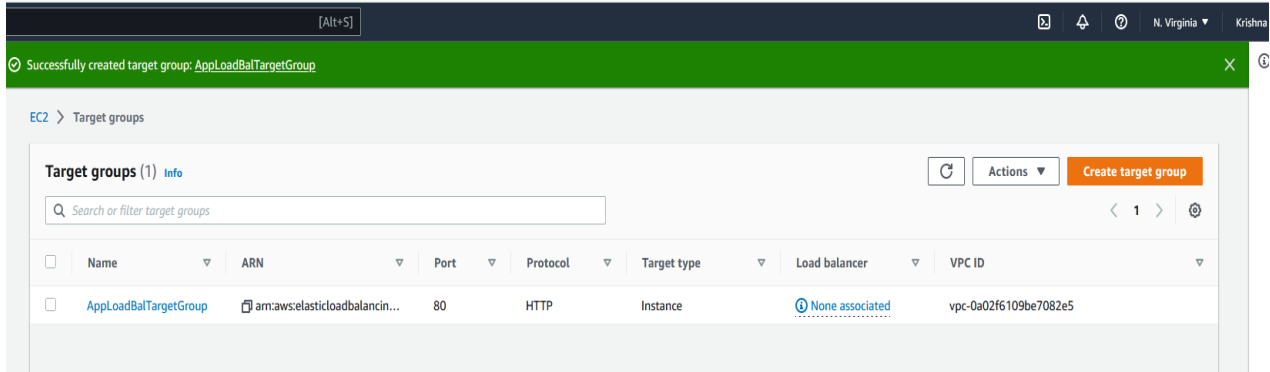 [Alt+S] N. Virginia ▼ Krishna
Successfully created target group: AppLoadBalTargetGroup
EC2 > Target groups
Target groups (1) Info
Actions ▼ Create target group
Search or filter target groups
1
Name ARN Port Protocol Target type Load balancer VPC ID
AppLoadBalTargetGroup arn:aws:elasticloadbalancin... 80 HTTP Instance None associated vpc-0a02f6109be7082e5